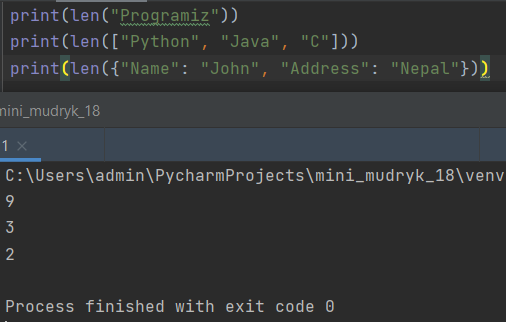 print(len("Programiz"))
print(len(["Python", "Java", "C"]))
print(len({"Name": "John", "Address": "Nepal"}))
mini_mudryk_18
1 ×
C:\Users\admin\PycharmProjects\mini_mudryk_18\venv
9
3
2
Process finished with exit code 0